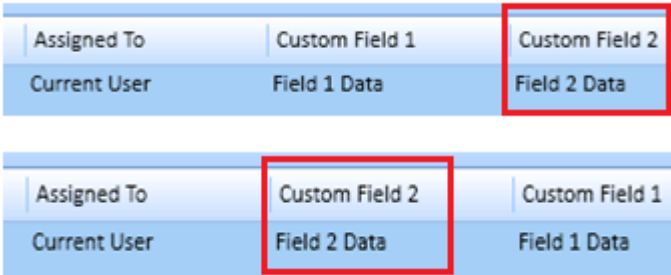 Assigned To Custom Field 1 Custom Field 2
Current User Field 1 Data Field 2 Data
Assigned To Custom Field 2 Custom Field 1
Current User Field 2 Data Field 1 Data